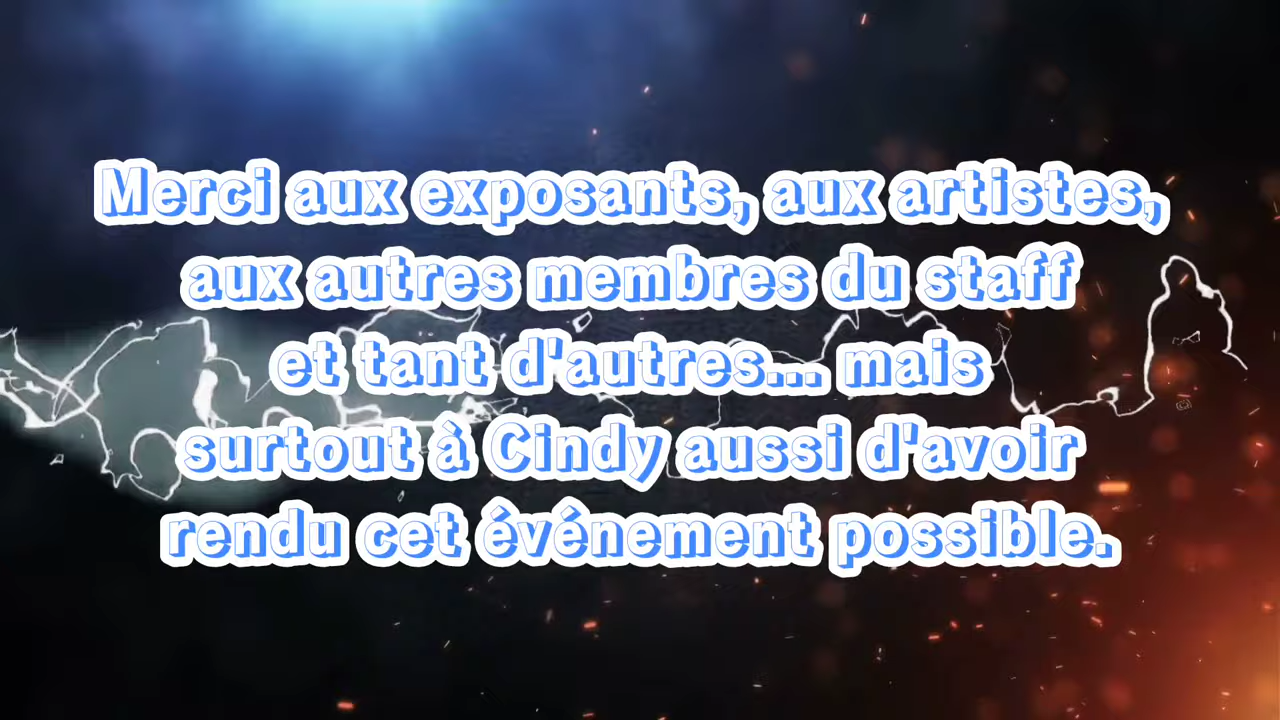 Merci aux exposants, aux artistes,
aux autres membres du staff
et tant d'autres... mais
surtout à Cindy aussi d'avoir
rendu cet événement possible.